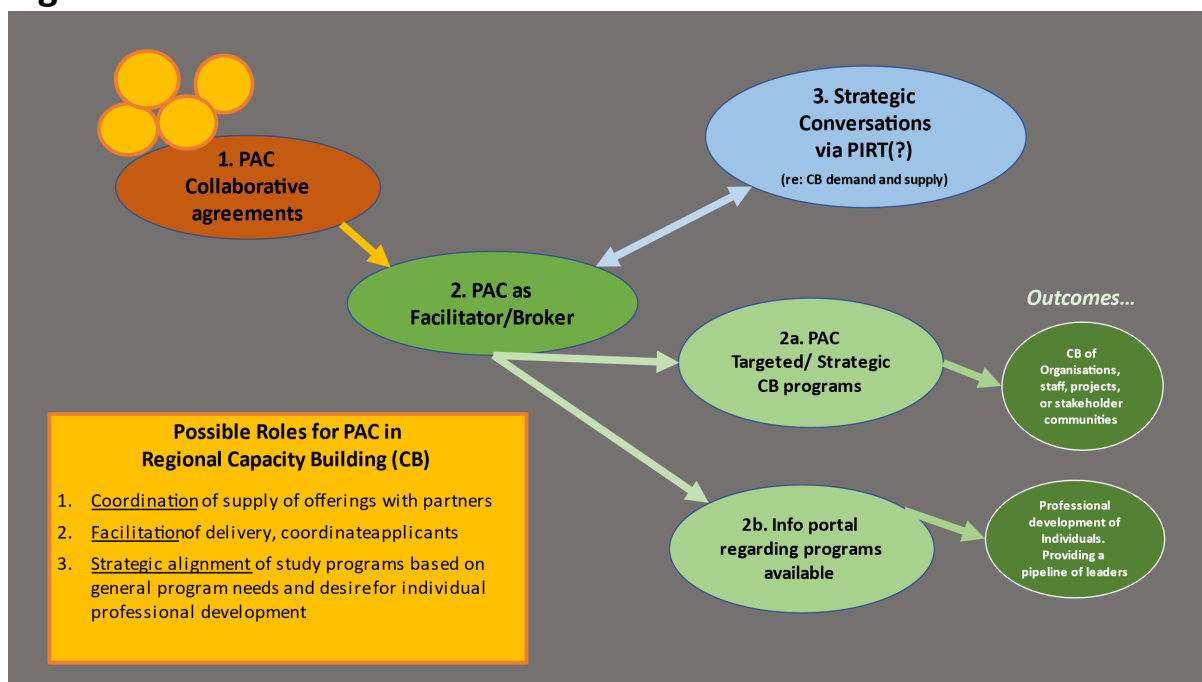 1. PAC
Collaborative
agreements
3. Strategic
Conversations
via PIRT(?)
(re: CB demand and supply)
2. PAC as
Facilitator/Broker
Outcomes...
2a. PAC
Targeted/ Strategic
CB programs
CB of
Organisations,
staff, projects,
or stakeholder
communities
Possible Roles for PAC in
Regional Capacity Building (CB)
1. Coordination of supply of offerings with partners
2. Facilitationof delivery, coordinateapplicants
3. Strategic alignment of study programs based on
general program needs and desirefor individual
professional development
2b. Info portal
regarding programs
available
Professional
development of
Individuals.
Providing a
pipeline of leaders